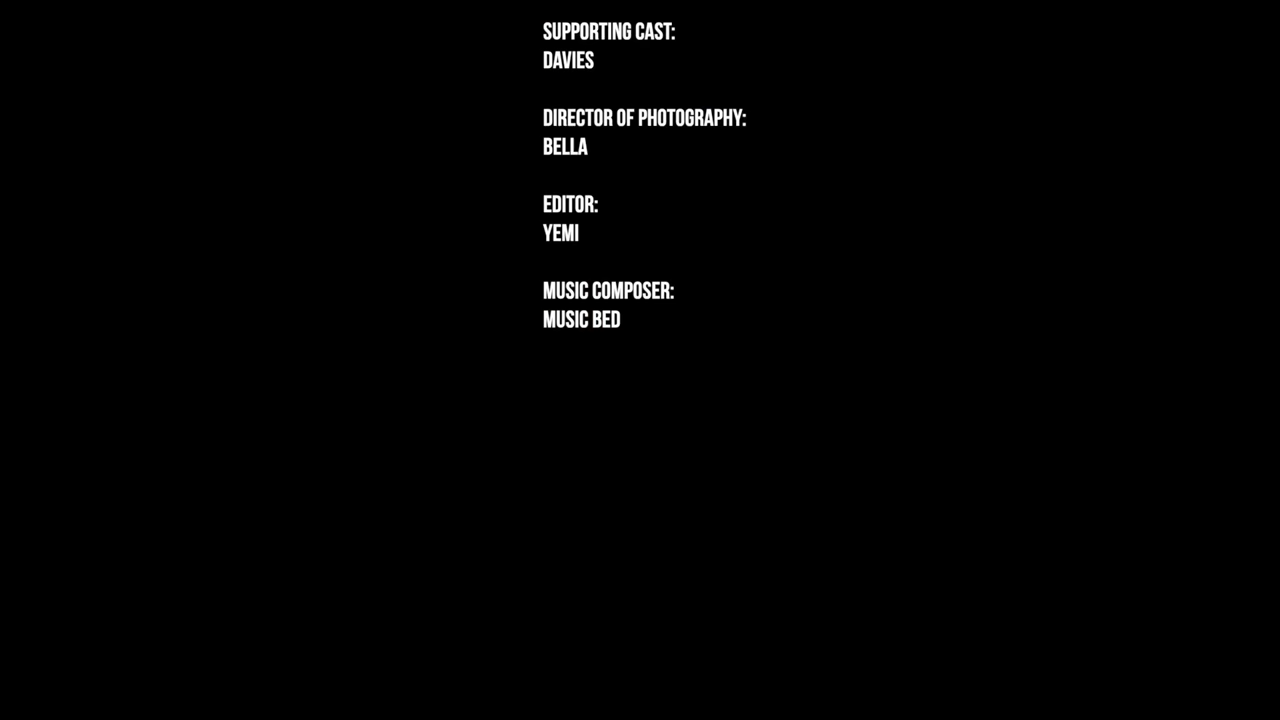 SUPPORTING CAST:
DAVIES
DIRECTOR OF PHOTOGRAPHY:
BELLA
EDITOR:
YEMI
MUSIC COMPOSER:
MUSIC BED